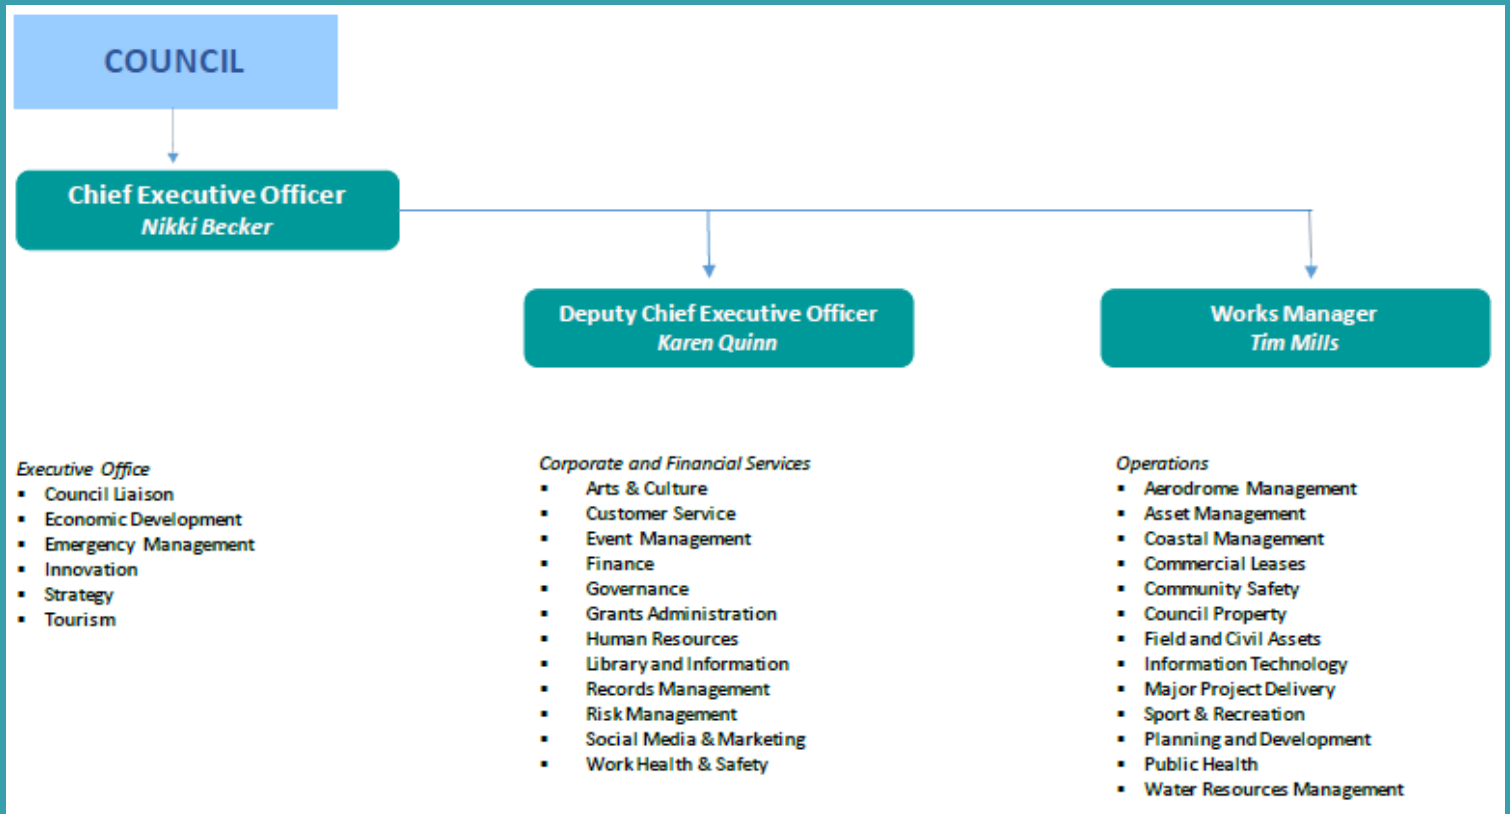 COUNCIL
Chief Executive Officer
Nikki Becker
Deputy Chief Executive Officer
Karen Quinn
Works Manager
Tim Mills
Executive Office
▪ Council Liaison
▪ Economic Development
▪ Emergency Management
▪ Innovation
▪ Strategy
▪ Tourism
Corporate and Financial Services
▪ Arts & Culture
▪ Customer Service
▪ Event Management
▪ Finance
▪ Governance
▪ Grants Administration
▪ Human Resources
▪ Library and Information
▪ Records Management
▪ Risk Management
▪ Social Media & Marketing
▪ Work Health & Safety
Operations
▪ Aerodrome Management
▪ Asset Management
▪ Coastal Management
▪ Commercial Leases
▪ Community Safety
▪ Council Property
▪ Field and Civil Assets
▪ Information Technology
▪ Major Project Delivery
▪ Sport & Recreation
▪ Planning and Development
▪ Public Health
▪ Water Resources Management